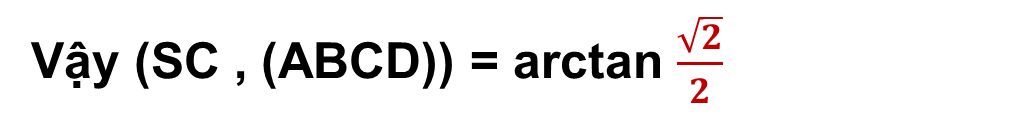 Vậy (SC , (ABCD)) = arctan √2/2